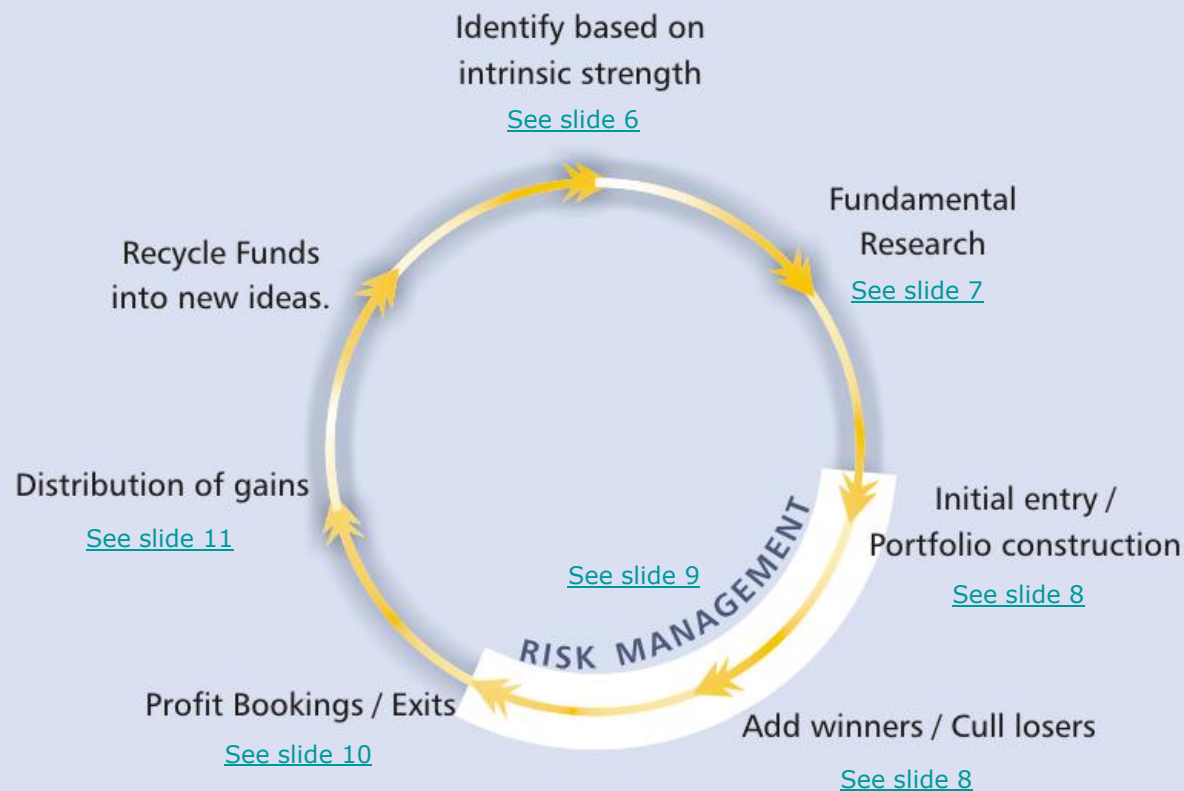 Identify based on
intrinsic strength
See slide 6
Fundamental
Research
See slide 7
Initial entry /
Portfolio construction
See slide 8
RISK MANAGEMENT
See slide 9
Add winners / Cull losers
See slide 8
Profit Bookings / Exits
See slide 10
Distribution of gains
See slide 11
Recycle Funds
into new ideas.